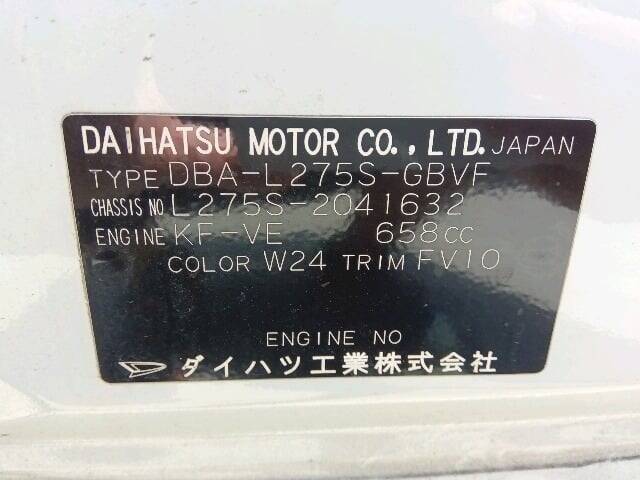 DAIHATSU MOTOR CO., LTD. JAPAN
TYPE DBA-L275S-GBVF
CHASSIS NO L275S-2041632
ENGINE KF-VE 658CC
COLOR W24 TRIM FV10
ENGINE NO
ダイハツ工業株式会社